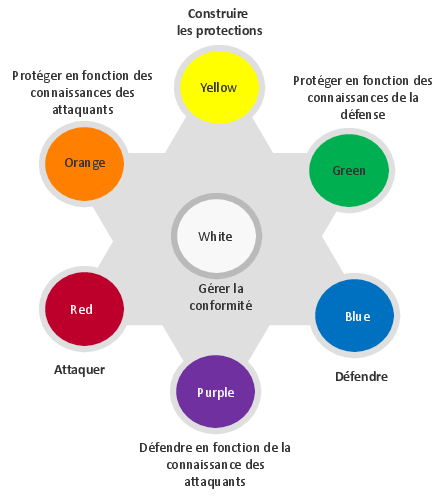 Construire
les protections
Yellow
Protéger en fonction des
connaissances des
attaquants
Orange
Protéger en fonction des
connaissances de la
défense
Green
White
Gérer la
conformité
Red
Attaquer
Blue
Défendre
Purple
Défendre en fonction de la
connaissance des
attaquants